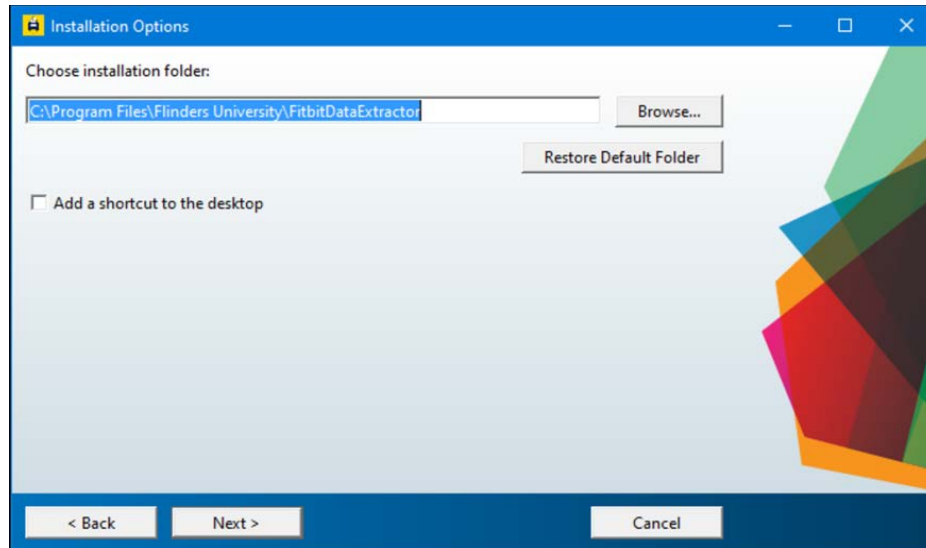 Installation Options
Choose installation folder:
C:\Program Files\Flinders University\FitbitDataExtractor
Browse...
Restore Default Folder
Add a shortcut to the desktop
< Back Next > Cancel